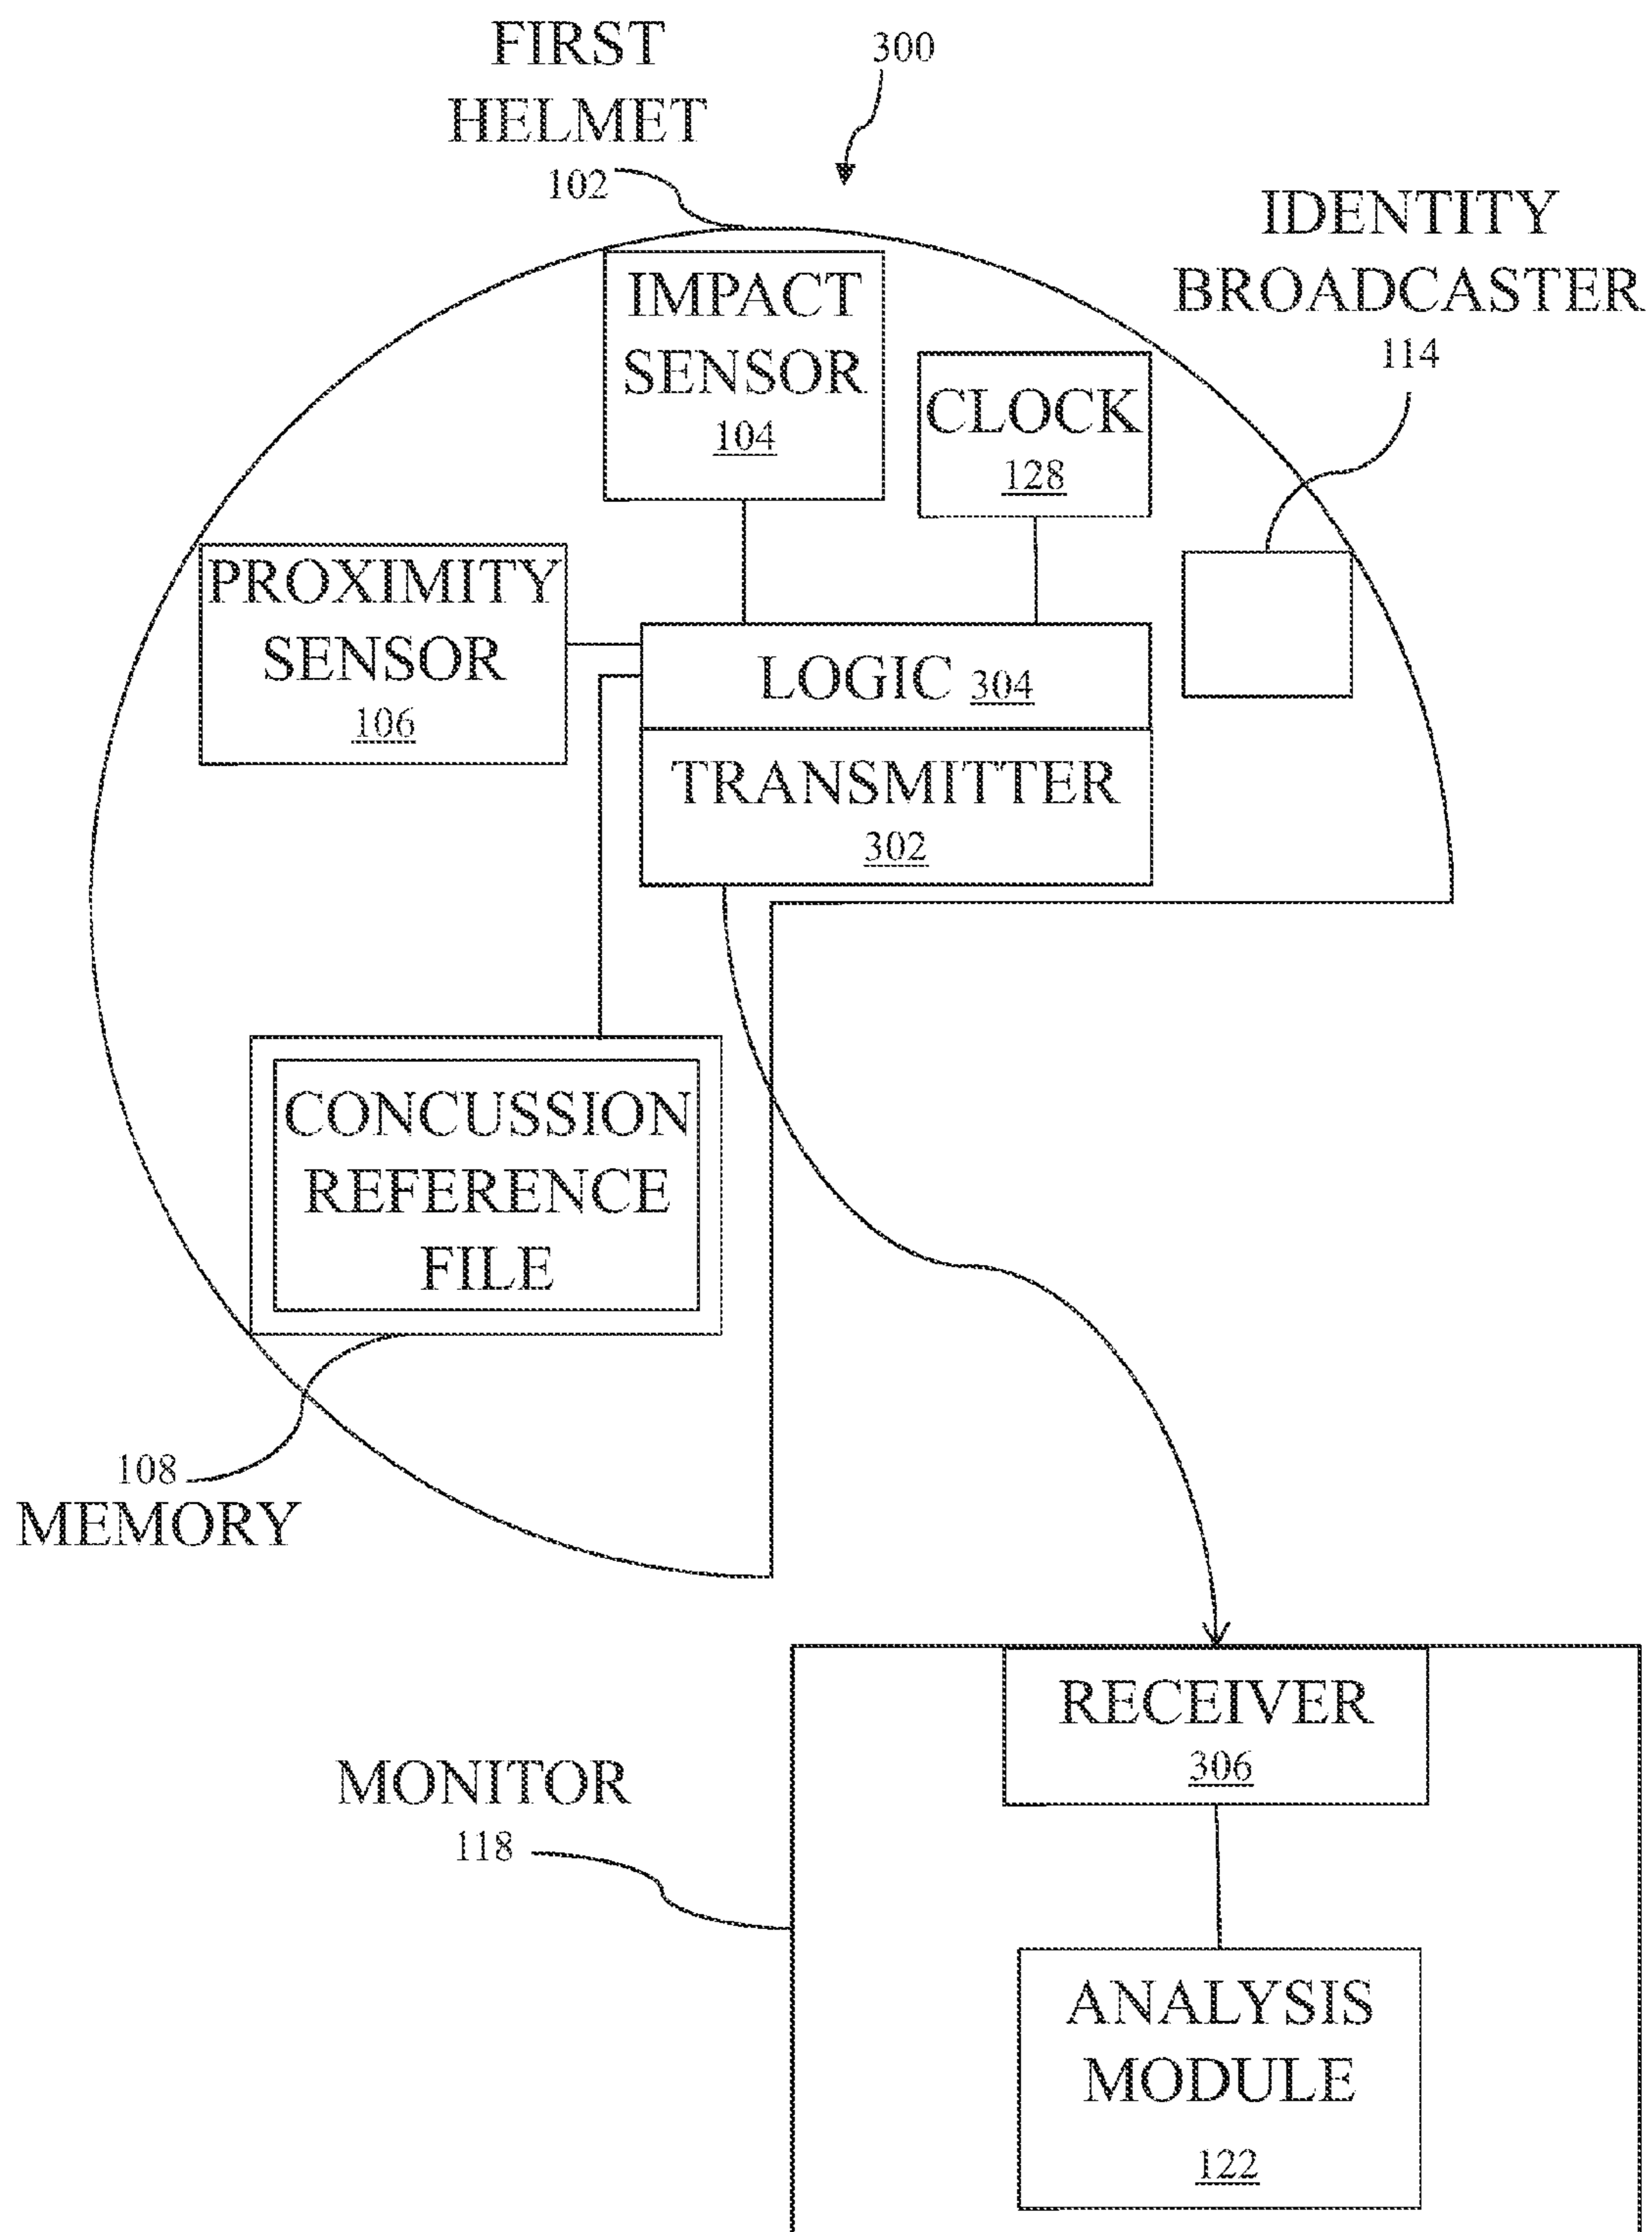 FIRST
HELMET
102
300
IDENTITY
BROADCASTER
114
IMPACT
SENSOR
104
CLOCK
128
PROXIMITY
SENSOR
106
LOGIC 304
TRANSMITTER
302
CONCUSSION
REFERENCE
FILE
108
MEMORY
RECEIVER
306
MONITOR
118
ANALYSIS
MODULE
122